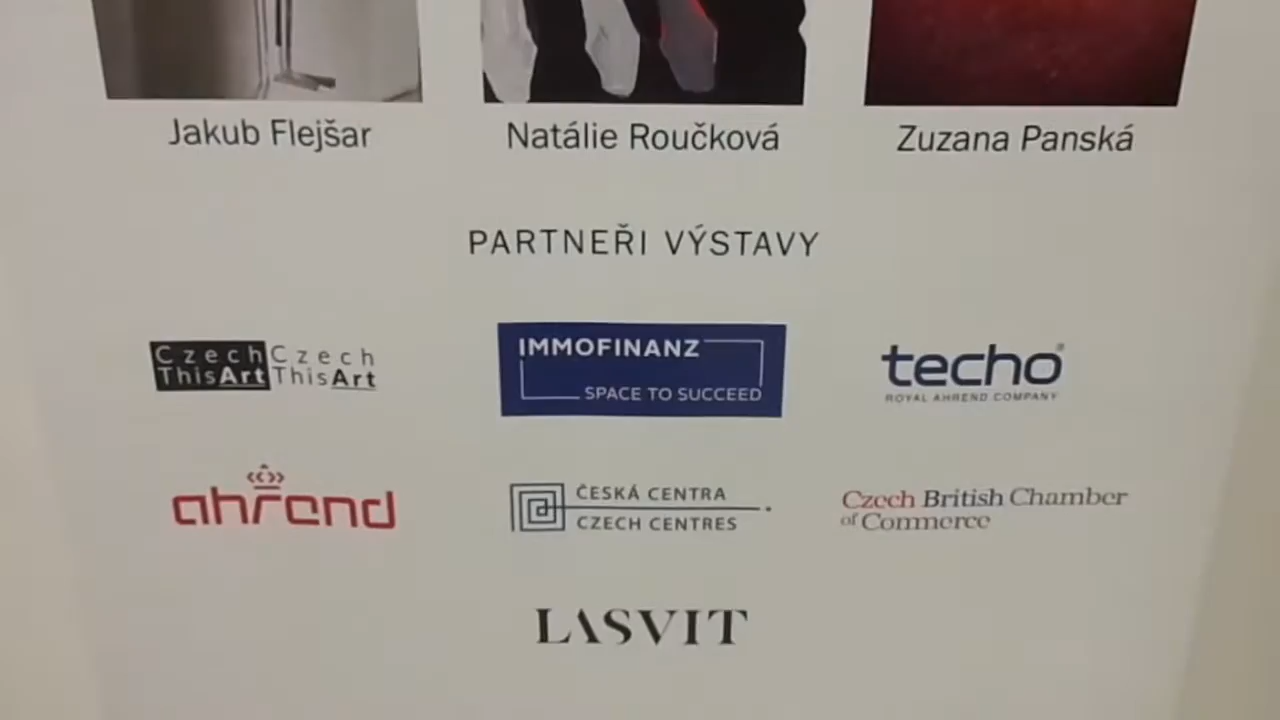 Jakub Flejšar
Natálie Roučková
Zuzana Panská
PARTNEŘI VÝSTAVY
Czech Czech
ThisArt ThisArt
IMMOFINANZ
SPACE TO SUCCEED
techo®
ROYAL AHREND COMPANY
ahrend
ČESKÁ CENTRA
CZECH CENTRES
Czech British Chamber
of Commerce
LASVIT